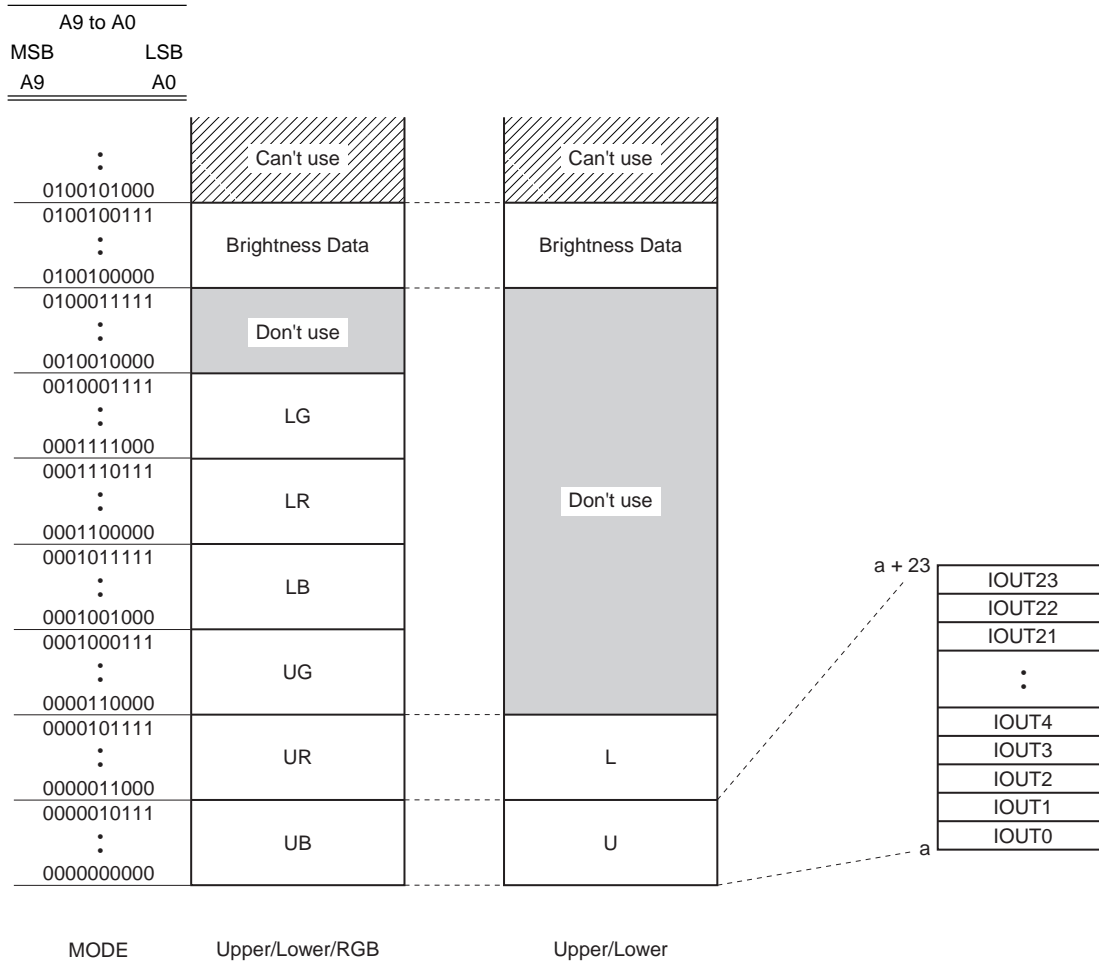 A9 to A0
MSB LSB
A9 A0
Can't use Can't use
0100101000
0100100111
Brightness Data Brightness Data
0100100000
0100011111
Don't use
0010010000
0010001111
LG
0001111000
0001110111
LR Don't use
0001100000
0001011111
a + 23
IOUT23
LB
IOUT22
0001001000
0001000111
IOUT21
UG
0000110000
0000101111
IOUT4
UR L
IOUT3
0000011000
IOUT2
0000010111
IOUT1
UB U
IOUT0
a
0000000000
MODE Upper/Lower/RGB Upper/Lower